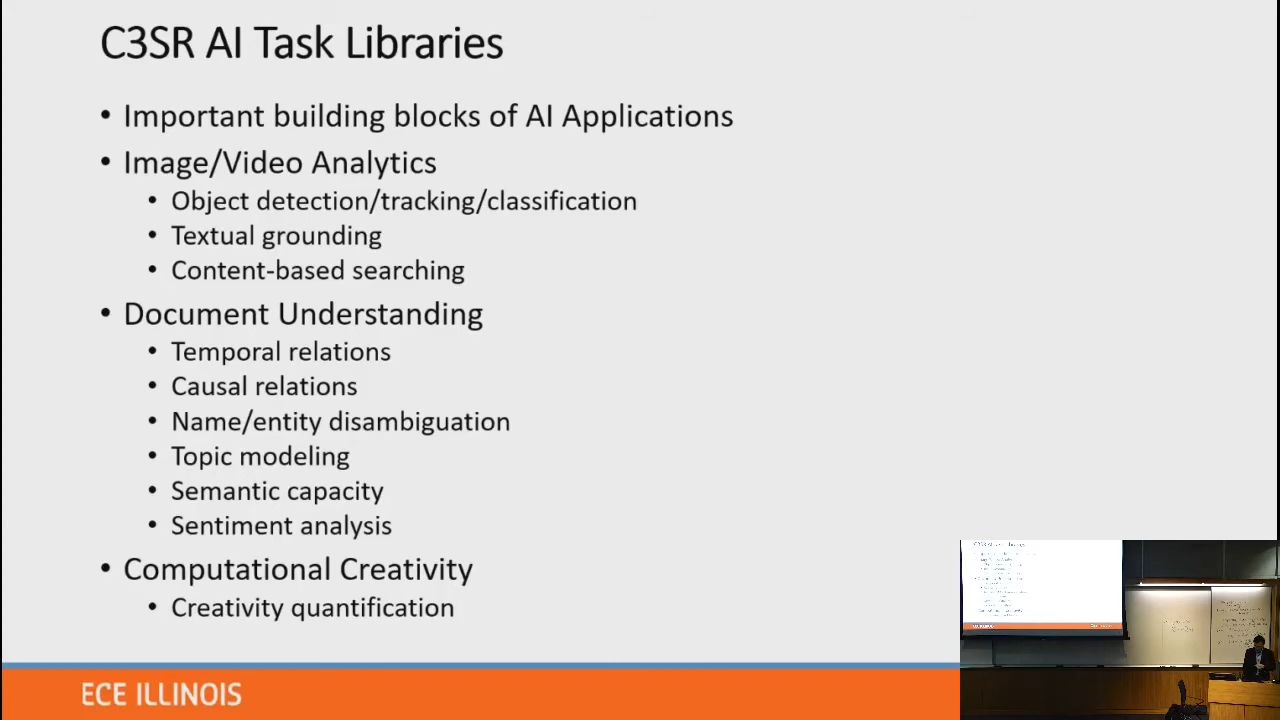 C3SR AI Task Libraries
• Important building blocks of AI Applications
• Image/Video Analytics
• Object detection/tracking/classification
• Textual grounding
• Content-based searching
• Document Understanding
• Temporal relations
• Causal relations
• Name/entity disambiguation
• Topic modeling
• Semantic capacity
• Sentiment analysis
• Computational Creativity
• Creativity quantification
ECE ILLINOIS